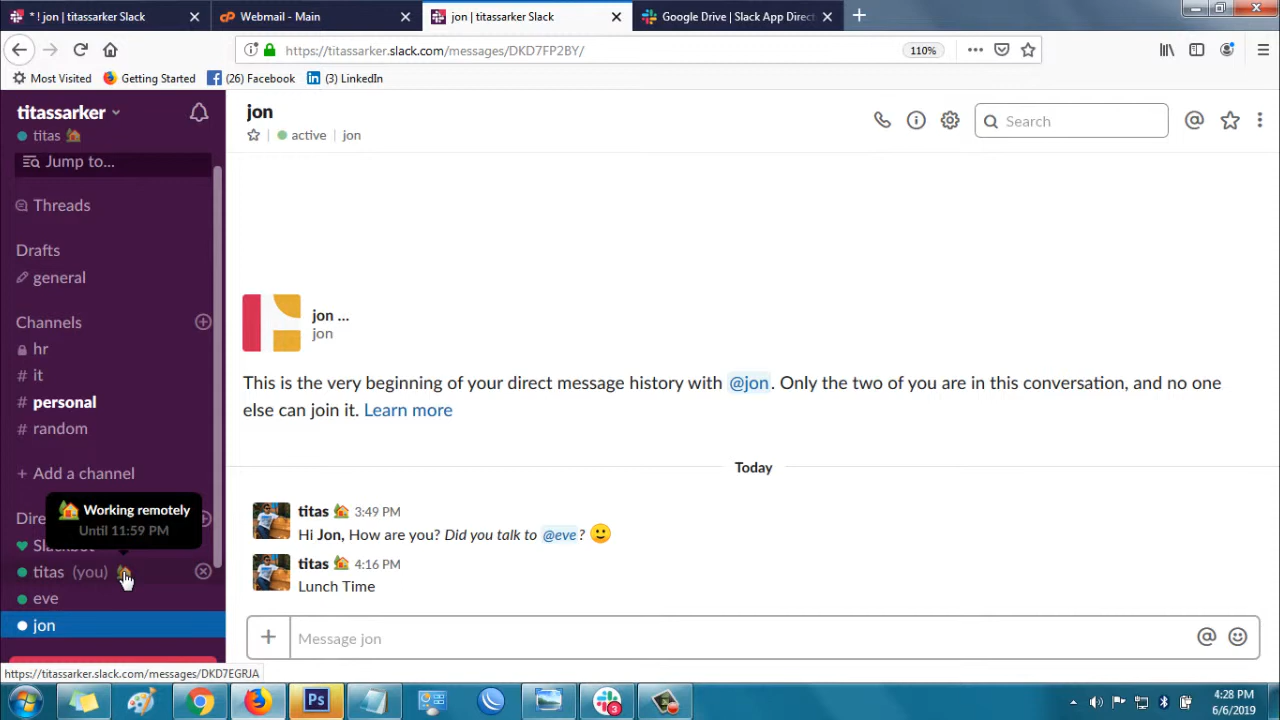 * ! jon | titassarker Slack
Webmail - Main
jon | titassarker Slack
Google Drive | Slack App Direct
https://titassarker.slack.com/messages/DKD7FP2BY/
110%
Most Visited
Getting Started
(26) Facebook
(3) LinkedIn
titassarker
titas
Jump to...
Threads
Drafts
general
Channels
hr
# it
# personal
# random
+ Add a channel
Working remotely
Until 11:59 PM
titas (you)
eve
jon
https://titassarker.slack.com/messages/DKD7EGRJA
jon
active | jon
Search
jon ...
jon
This is the very beginning of your direct message history with @jon. Only the two of you are in this conversation, and no one
else can join it. Learn more
Today
titas 3:49 PM
Hi Jon, How are you? Did you talk to @eve?
titas 4:16 PM
Lunch Time
Message jon
Ps
3
4:28 PM
6/6/2019